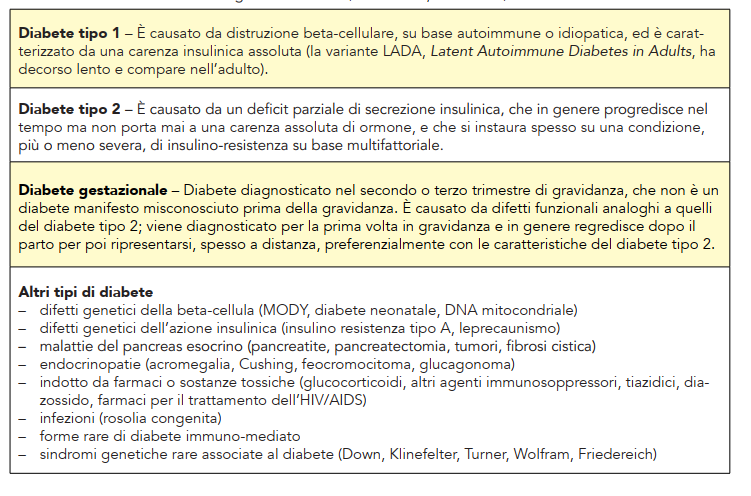 Diabete tipo 1 – È causato da distruzione beta-cellulare, su base autoimmune o idiopatica, ed è carat-
terizzato da una carenza insulinica assoluta (la variante LADA, Latent Autoimmune Diabetes in Adults, ha
decorso lento e compare nell’adulto).
Diabete tipo 2 – È causato da un deficit parziale di secrezione insulinica, che in genere progredisce nel
tempo ma non porta mai a una carenza assoluta di ormone, e che si instaura spesso su una condizione,
più o meno severa, di insulino-resistenza su base multifattoriale.
Diabete gestazionale – Diabete diagnosticato nel secondo o terzo trimestre di gravidanza, che non è un
diabete manifesto misconosciuto prima della gravidanza. È causato da difetti funzionali analoghi a quelli
del diabete tipo 2; viene diagnosticato per la prima volta in gravidanza e in genere regredisce dopo il
parto per poi ripresentarsi, spesso a distanza, preferenzialmente con le caratteristiche del diabete tipo 2.
Altri tipi di diabete
– difetti genetici della beta-cellula (MODY, diabete neonatale, DNA mitocondriale)
– difetti genetici dell’azione insulinica (insulino resistenza tipo A, leprecaunismo)
– malattie del pancreas esocrino (pancreatite, pancreatectomia, tumori, fibrosi cistica)
– endocrinopatie (acromegalia, Cushing, feocromocitoma, glucagonoma)
– indotto da farmaci o sostanze tossiche (glucocorticoidi, altri agenti immunosoppressori, tiazidici, dia-
zossido, farmaci per il trattamento dell’HIV/AIDS)
– infezioni (rosolia congenita)
– forme rare di diabete immuno-mediato
– sindromi genetiche rare associate al diabete (Down, Klinefelter, Turner, Wolfram, Friedereich)